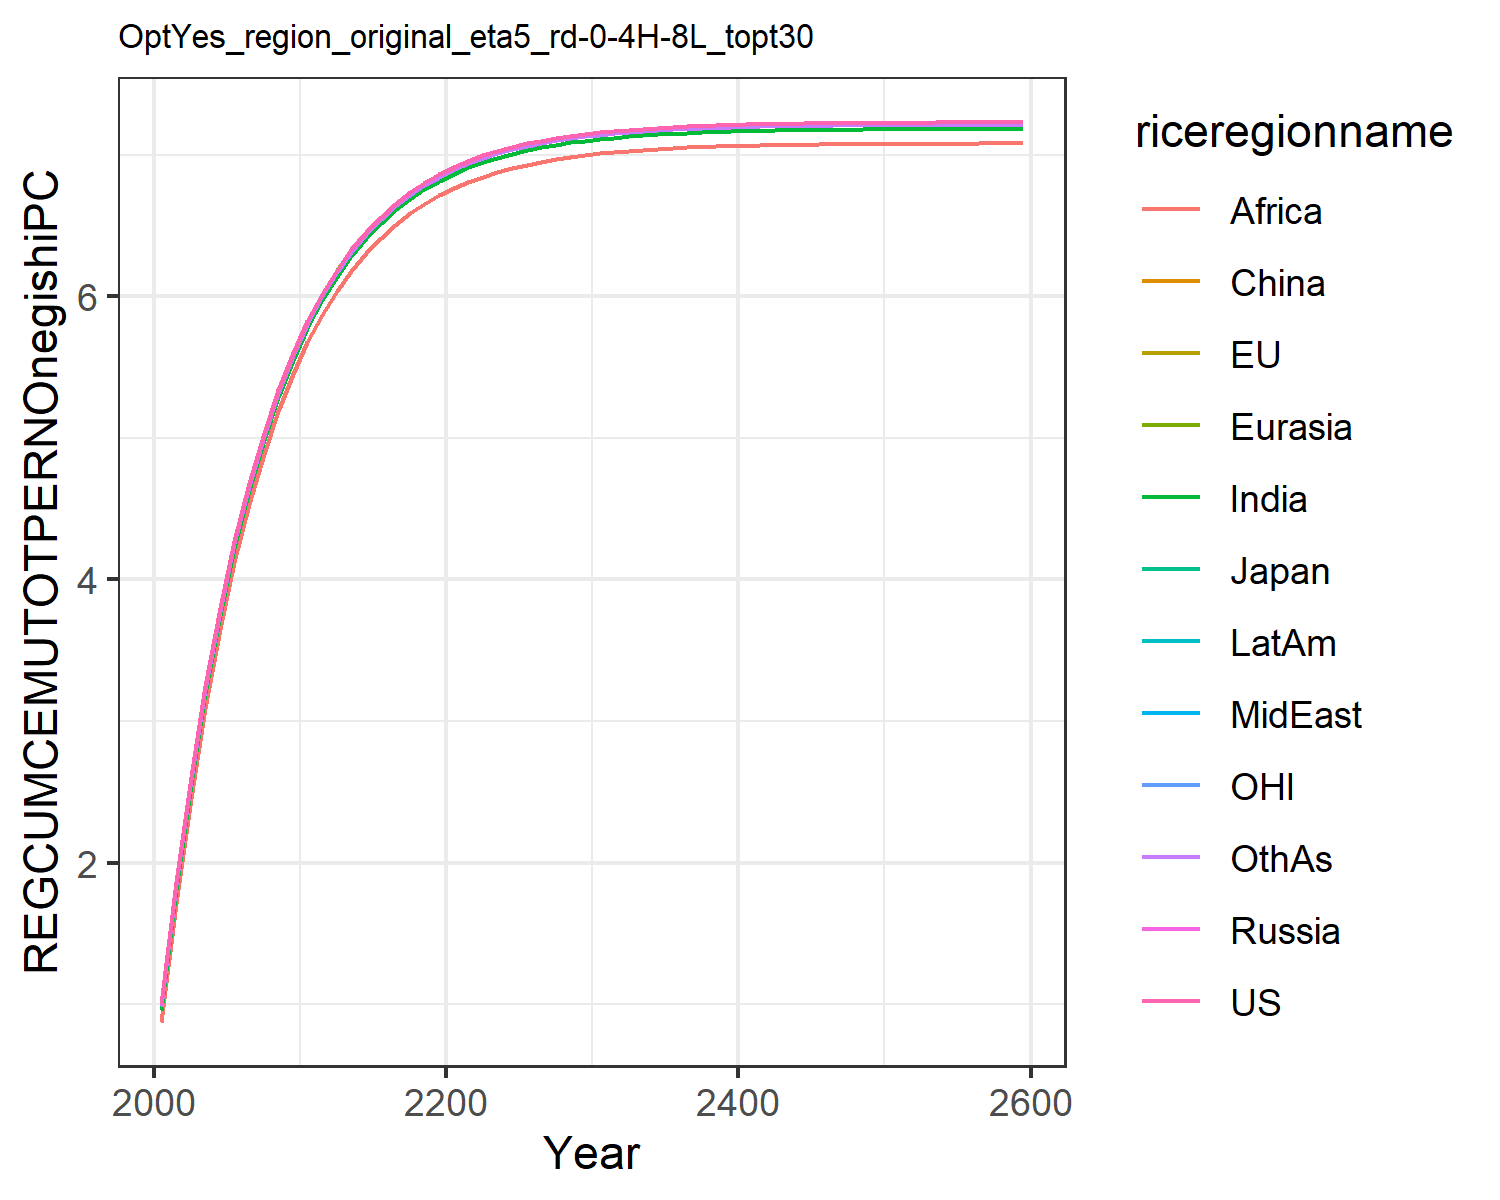 OptYes_region_original_eta5_rd-0-4H-8L_topt30
REGCUMCEMUTOTPERNOnegishiPC
6
4
2
2000 2200 2400 2600
Year
riceregionname
Africa
China
EU
Eurasia
India
Japan
LatAm
MidEast
OHI
OthAs
Russia
US